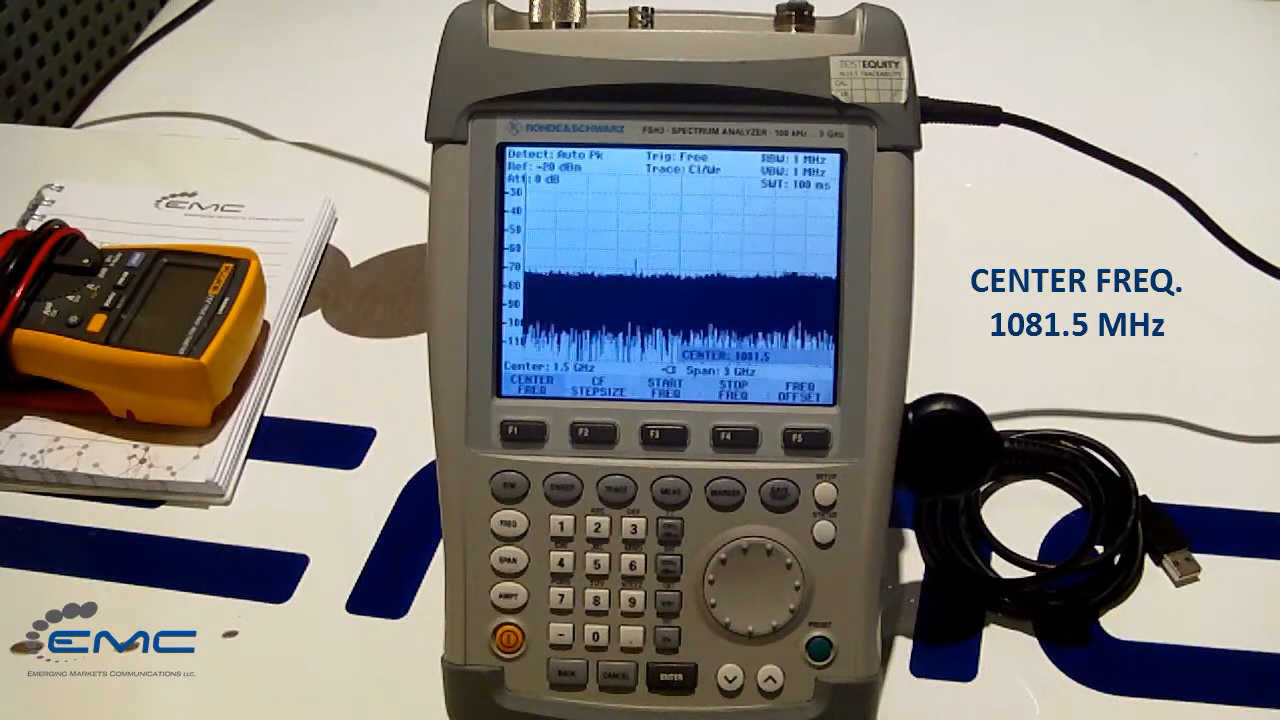 TESTEQUITY
ROHDE&SCHWARZ FSH3 · SPECTRUM ANALYZER · 100 kHz ... 3 GHz
Detect: Auto Pk Trig: Free RBW: 1 MHz
Ref: -20 dBm Trace: Cl/Wr VBW: 1 MHz
Att: 0 dB SWT: 100 ms
-30
-40
-50
-60
-70
-80
-90
-100
-110
CENTER: 1081.5
Center: 1.5 GHz Span: 3 GHz
CENTER FREQ
CF STEPSIZE
START FREQ
STOP FREQ
FREQ OFFSET
F1 F2 F3 F4 F5
BW SWEEP TRACE MEAS MARKER
SETUP
STATUS
FREQ 1 2 3
SPAN 4 5 6
AMPT 7 8 9
- 0 .
PRESET
BACK CANCEL ENTER
CENTER FREQ.
1081.5 MHz
EMC
EMC
EMERGING MARKETS COMMUNICATIONS LLC.